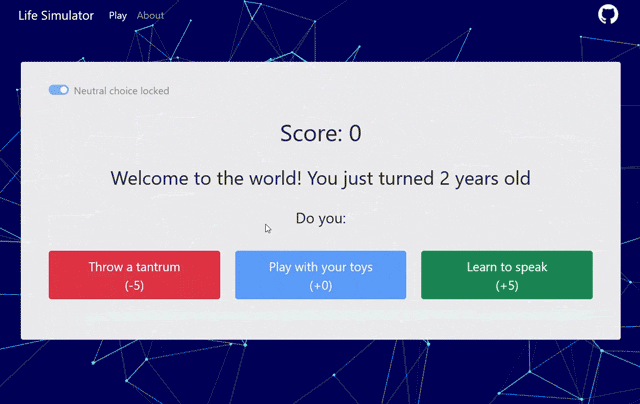 Life Simulator Play About
Neutral choice locked
Score: 0
Welcome to the world! You just turned 2 years old
Do you:
Throw a tantrum Play with your toys Learn to speak
(-5) (+0) (+5)